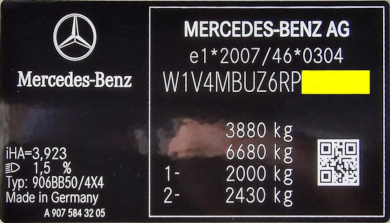 Mercedes-Benz
MERCEDES-BENZ AG
e1*2007/46*0304
W1V4MBUZ6RP
3880 kg
6680 kg
1- 2000 kg
2- 2430 kg
iHA=3,923
1,5 %
Typ: 906BB50/4X4
Made in Germany
A 907 584 32 05